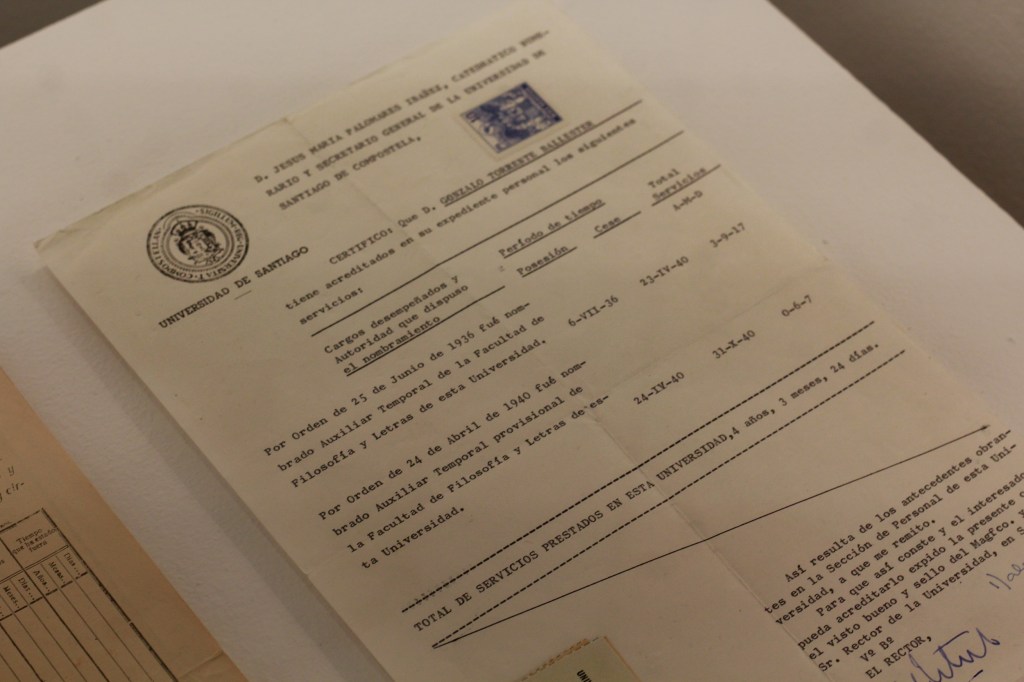 D. JESUS MARIA PALOMARES IBAÑEZ, CATEDRATICO NUME-
RARIO Y SECRETARIO GENERAL DE LA UNIVERSIDAD DE
SANTIAGO DE COMPOSTELA,
UNIVERSIDAD DE SANTIAGO
CERTIFICO: Que D. GONZALO TORRENTE BALLESTER
tiene acreditados en su expediente personal los siguientes
servicios:
Cargos desempeñados y
Autoridad que dispuso
el nombramiento
:
Período de tiempo
Posesión
Cese
Total
Servicios
A-M-D
Por Orden de 25 de Junio de 1936 fué nom-
brado Auxiliar Temporal de la Facultad de
Filosofía y Letras de esta Universidad.
6-VII-36
23-IV-40
3-9-17
Por Orden de 24 de Abril de 1940 fué nom-
brado Auxiliar Temporal provisional de
la Facultad de Filosofía y Letras de es-
ta Universidad.
24-IV-40
31-X-40
0-6-7
TOTAL DE SERVICIOS PRESTADOS EN ESTA UNIVERSIDAD,4 años, 3 meses, 24 días.
Así resulta de los antecedentes obran-
tes en la Sección de Personal de esta Uni-
versidad, a que me remito.
Para que así conste y el interesado
pueda acreditarlo expido la presente
el visto bueno y sello del Magfco. y
Sr. Rector de la Universidad, en
Vº Bº
EL RECTOR,
Tiempo
Años
Meses
Días